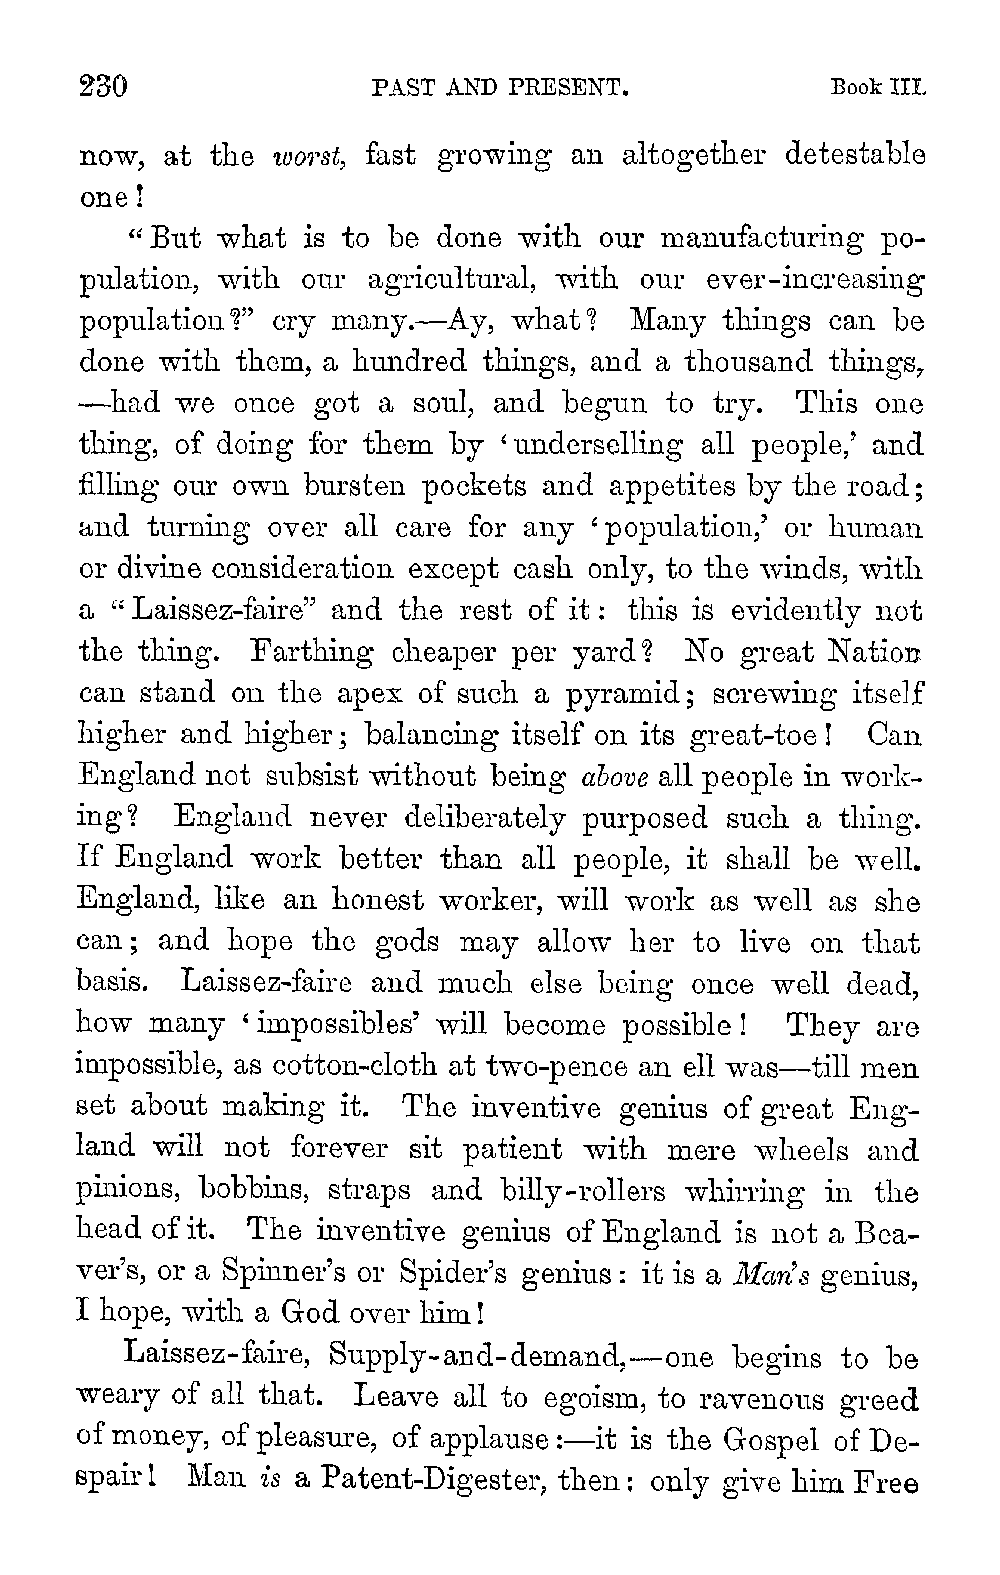 230 PAST AND PRESENT. Book III.
now, at the worst, fast growing an altogether detestable
one!
“But what is to be done with our manufacturing po-
pulation, with our agricultural, with our ever-increasing
population?” cry many.—Ay, what? Many things can be
done with them, a hundred things, and a thousand things,
—had we once got a soul, and begun to try. This one
thing, of doing for them by ‘underselling all people,’ and
filling our own bursten pockets and appetites by the road;
and turning over all care for any ‘population,’ or human
or divine consideration except cash only, to the winds, with
a “Laissez-faire” and the rest of it: this is evidently not
the thing. Farthing cheaper per yard? No great Nation
can stand on the apex of such a pyramid; screwing itself
higher and higher; balancing itself on its great-toe! Can
England not subsist without being above all people in work-
ing? England never deliberately purposed such a thing.
If England work better than all people, it shall be well.
England, like an honest worker, will work as well as she
can; and hope the gods may allow her to live on that
basis. Laissez-faire and much else being once well dead,
how many ‘impossibles’ will become possible! They are
impossible, as cotton-cloth at two-pence an ell was—till men
set about making it. The inventive genius of great Eng-
land will not forever sit patient with mere wheels and
pinions, bobbins, straps and billy-rollers whirring in the
head of it. The inventive genius of England is not a Bea-
ver’s, or a Spinner’s or Spider’s genius: it is a Man’s genius,
I hope, with a God over him!
Laissez-faire, Supply-and-demand,—one begins to be
weary of all that. Leave all to egoism, to ravenous greed
of money, of pleasure, of applause:—it is the Gospel of De-
spair! Man is a Patent-Digester, then: only give him Free